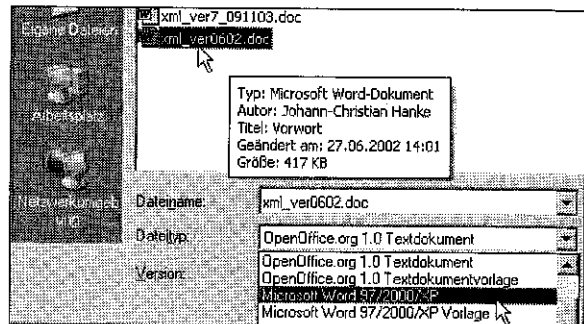 xml_ver7_091103.doc
Eigene Dateien
xml_ver0602.doc
Typ: Microsoft Word-Dokument
Autor: Johann-Christian Hanke
Titel: Vorwort
Geändert am: 27.06.2002 14:01
Größe: 417 KB
Arbeitsplatz
Dateiname:
xml_ver0602.doc
Dateityp:
OpenOffice.org 1.0 Textdokument
Version:
OpenOffice.org 1.0 Textdokument
OpenOffice.org 1.0 Textdokumentvorlage
Microsoft Word 97/2000/XP
Microsoft Word 97/2000/XP Vorlage